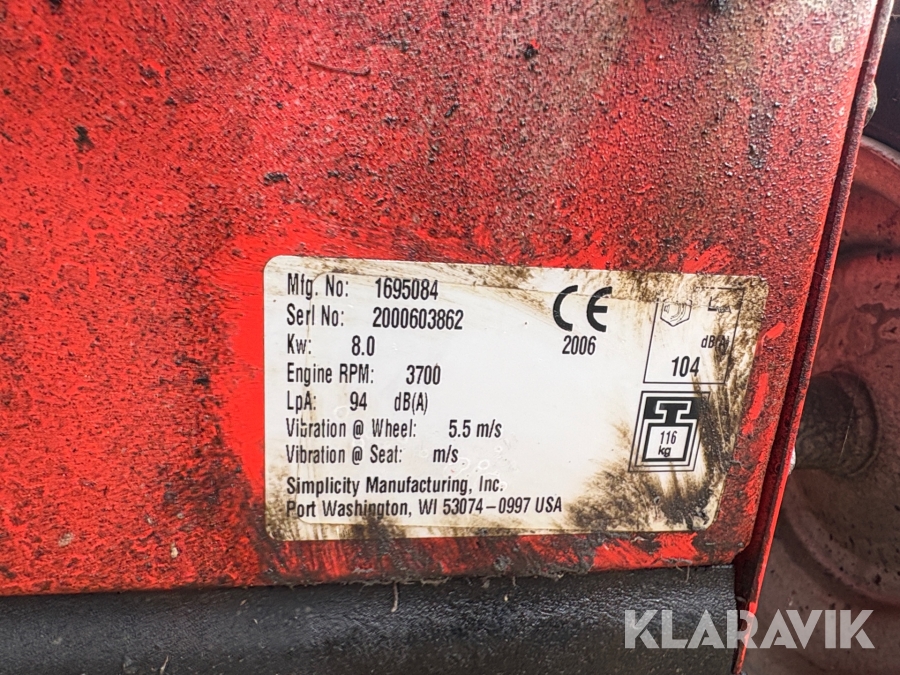 KLARAVIK
Mfg. No: 1695084
Serl No: 2000603862
Kw: 8.0
Engine RPM: 3700
LpA: 94 dB(A)
Vibration @ Wheel: 5.5 m/s
Vibration @ Seat: m/s
Simplicity Manufacturing, Inc.
Port Washington, WI 53074-0997 USA
CE
2006
dB(A)
104
116
kg
KLARAVIK